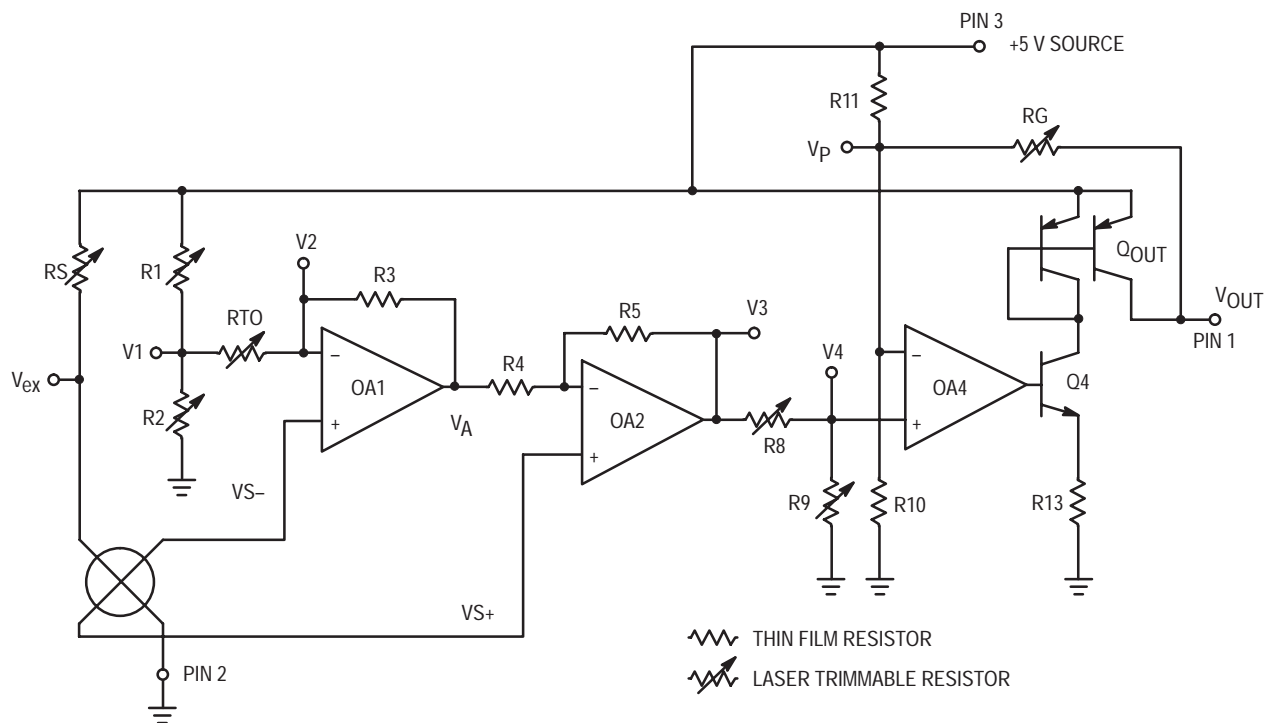 PIN 3
+5 V SOURCE
R11
RG
VP
RS
R1
V2
R3
QOUT
RTO
R5
V3
VOUT
PIN 1
V1
Vex
−
OA1
R4
−
V4
−
OA4
Q4
R2
+
VA
OA2
R8
+
VS–
+
R9
R10
R13
VS+
THIN FILM RESISTOR
PIN 2
LASER TRIMMABLE RESISTOR